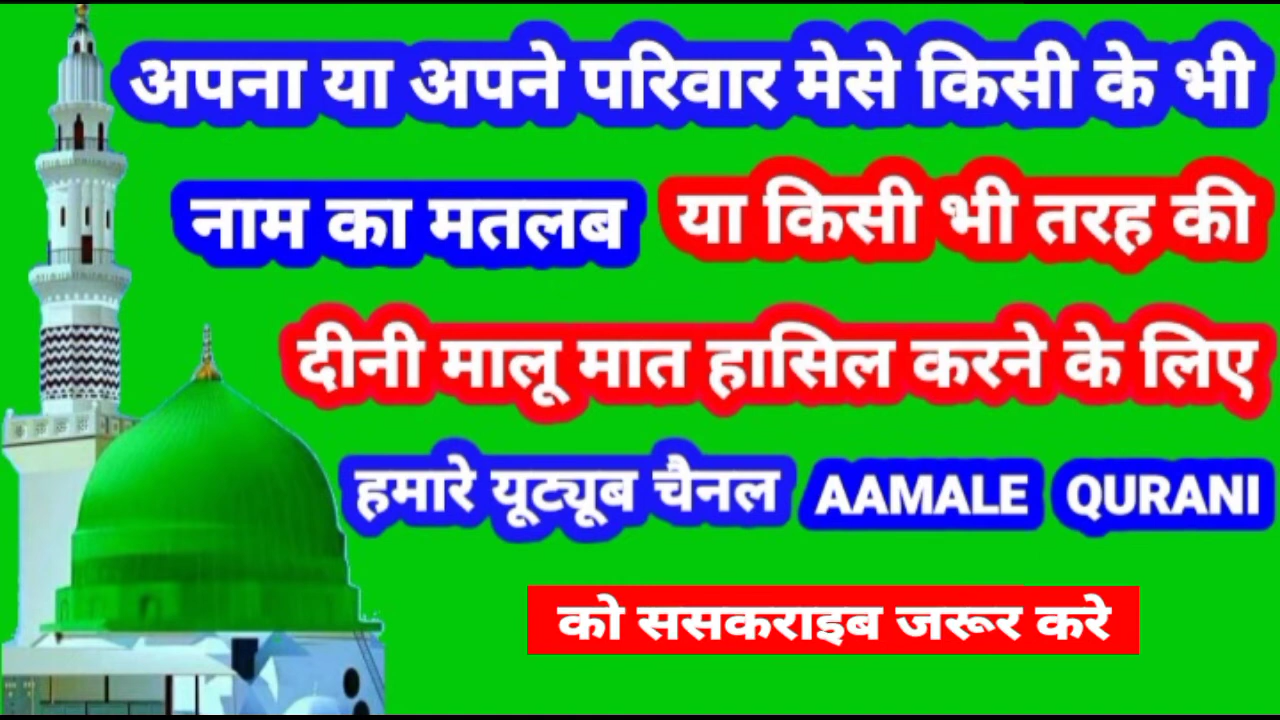 अपना या अपने परिवार मेसे किसी के भी
नाम का मतलब या किसी भी तरह की
दीनी मालू मात हासिल करने के लिए
हमारे यूट्यूब चैनल AAMALE QURANI
को ससकराइब जरूर करे